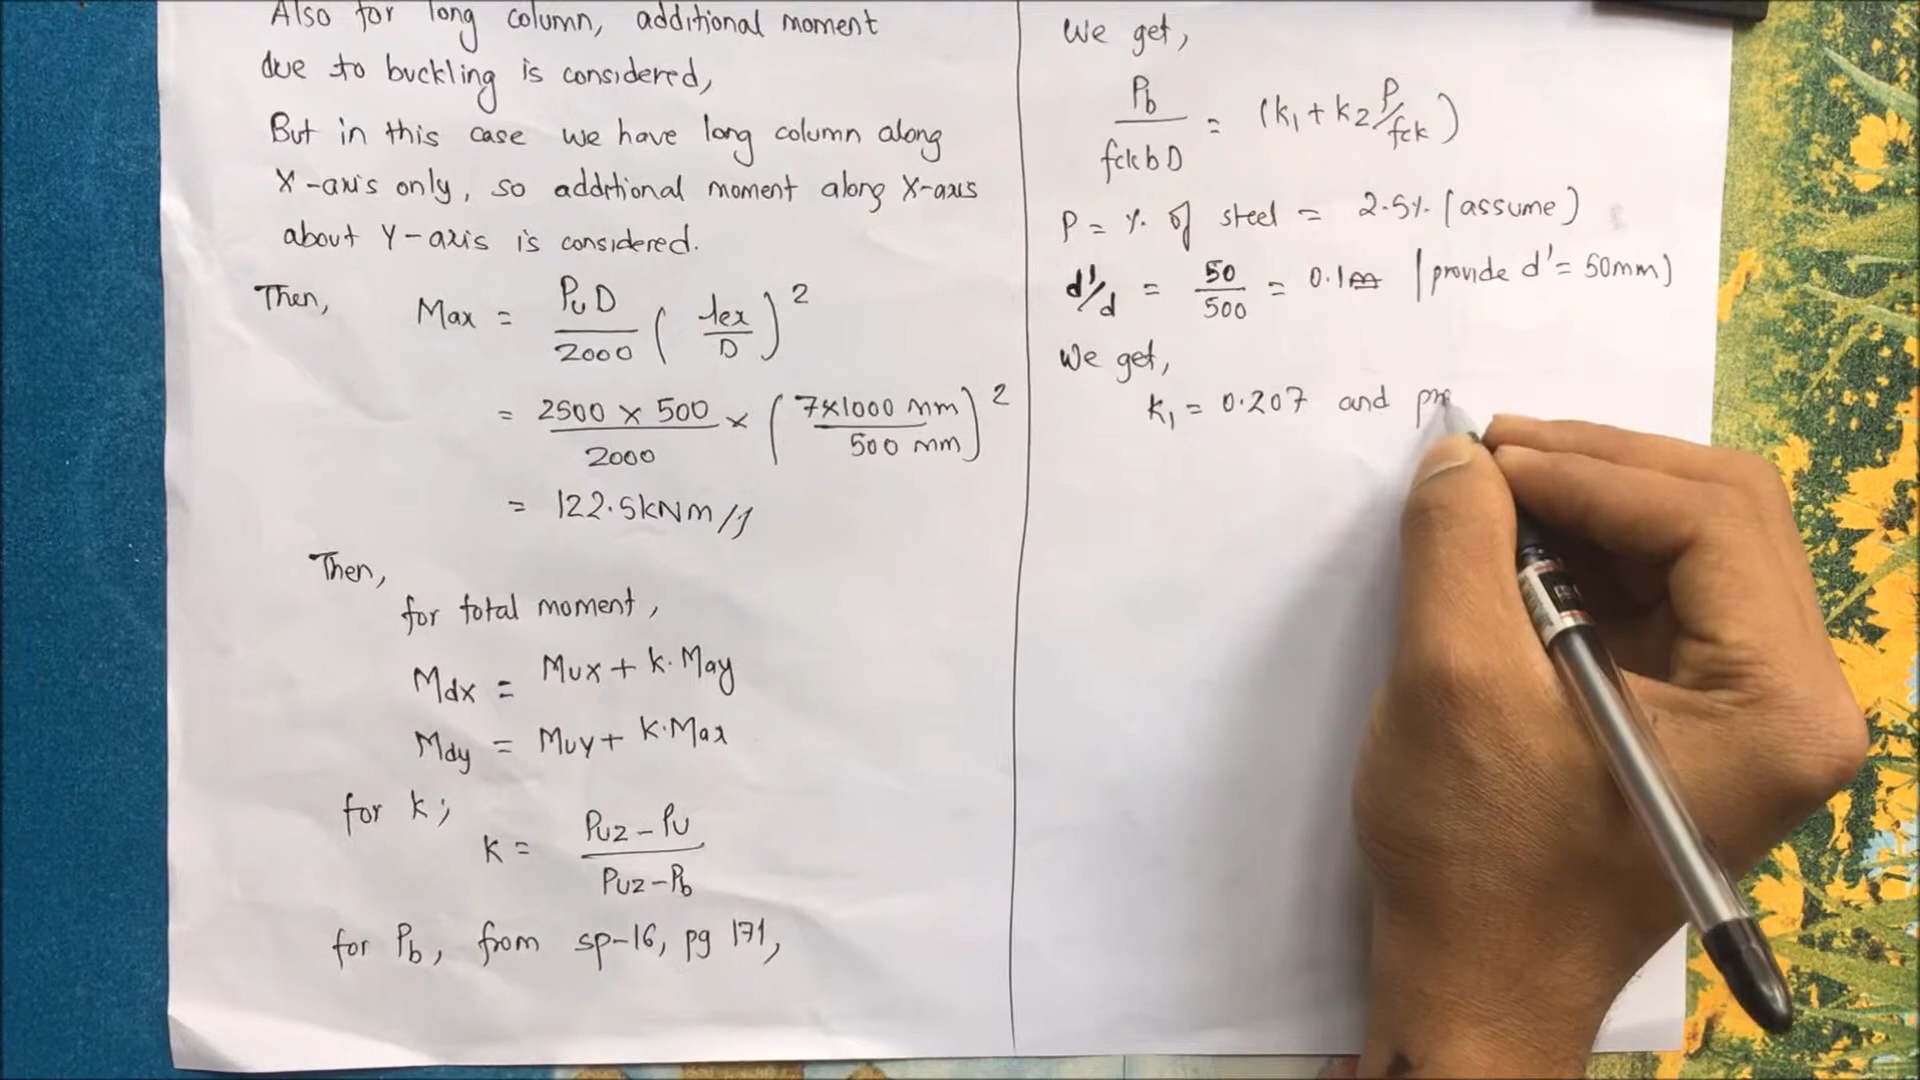 Also for long column, additional moment
due to buckling is considered,
But in this case we have long column along
X-axis only, so additional moment along X-axis
about Y-axis is considered.
Then, Max = PuD/2000 (lex/D)²
= 2500 × 500/2000 × (7×1000 mm/500 mm)²
= 122.5kNm//
Then,
for total moment,
Mdx = Mux + k.May
Mdy = Muy + k.Max
for k;
k = Puz - Pu/Puz - Pb
for Pb, from sp-16, pg 171,
We get,
Pb/fck b D = (k₁ + k2 P/fck)
P = %. of steel = 2.5%. (assume)
d'/d = 50/500 = 0.1 (provide d' = 50mm)
We get,
k₁ = 0.207 and